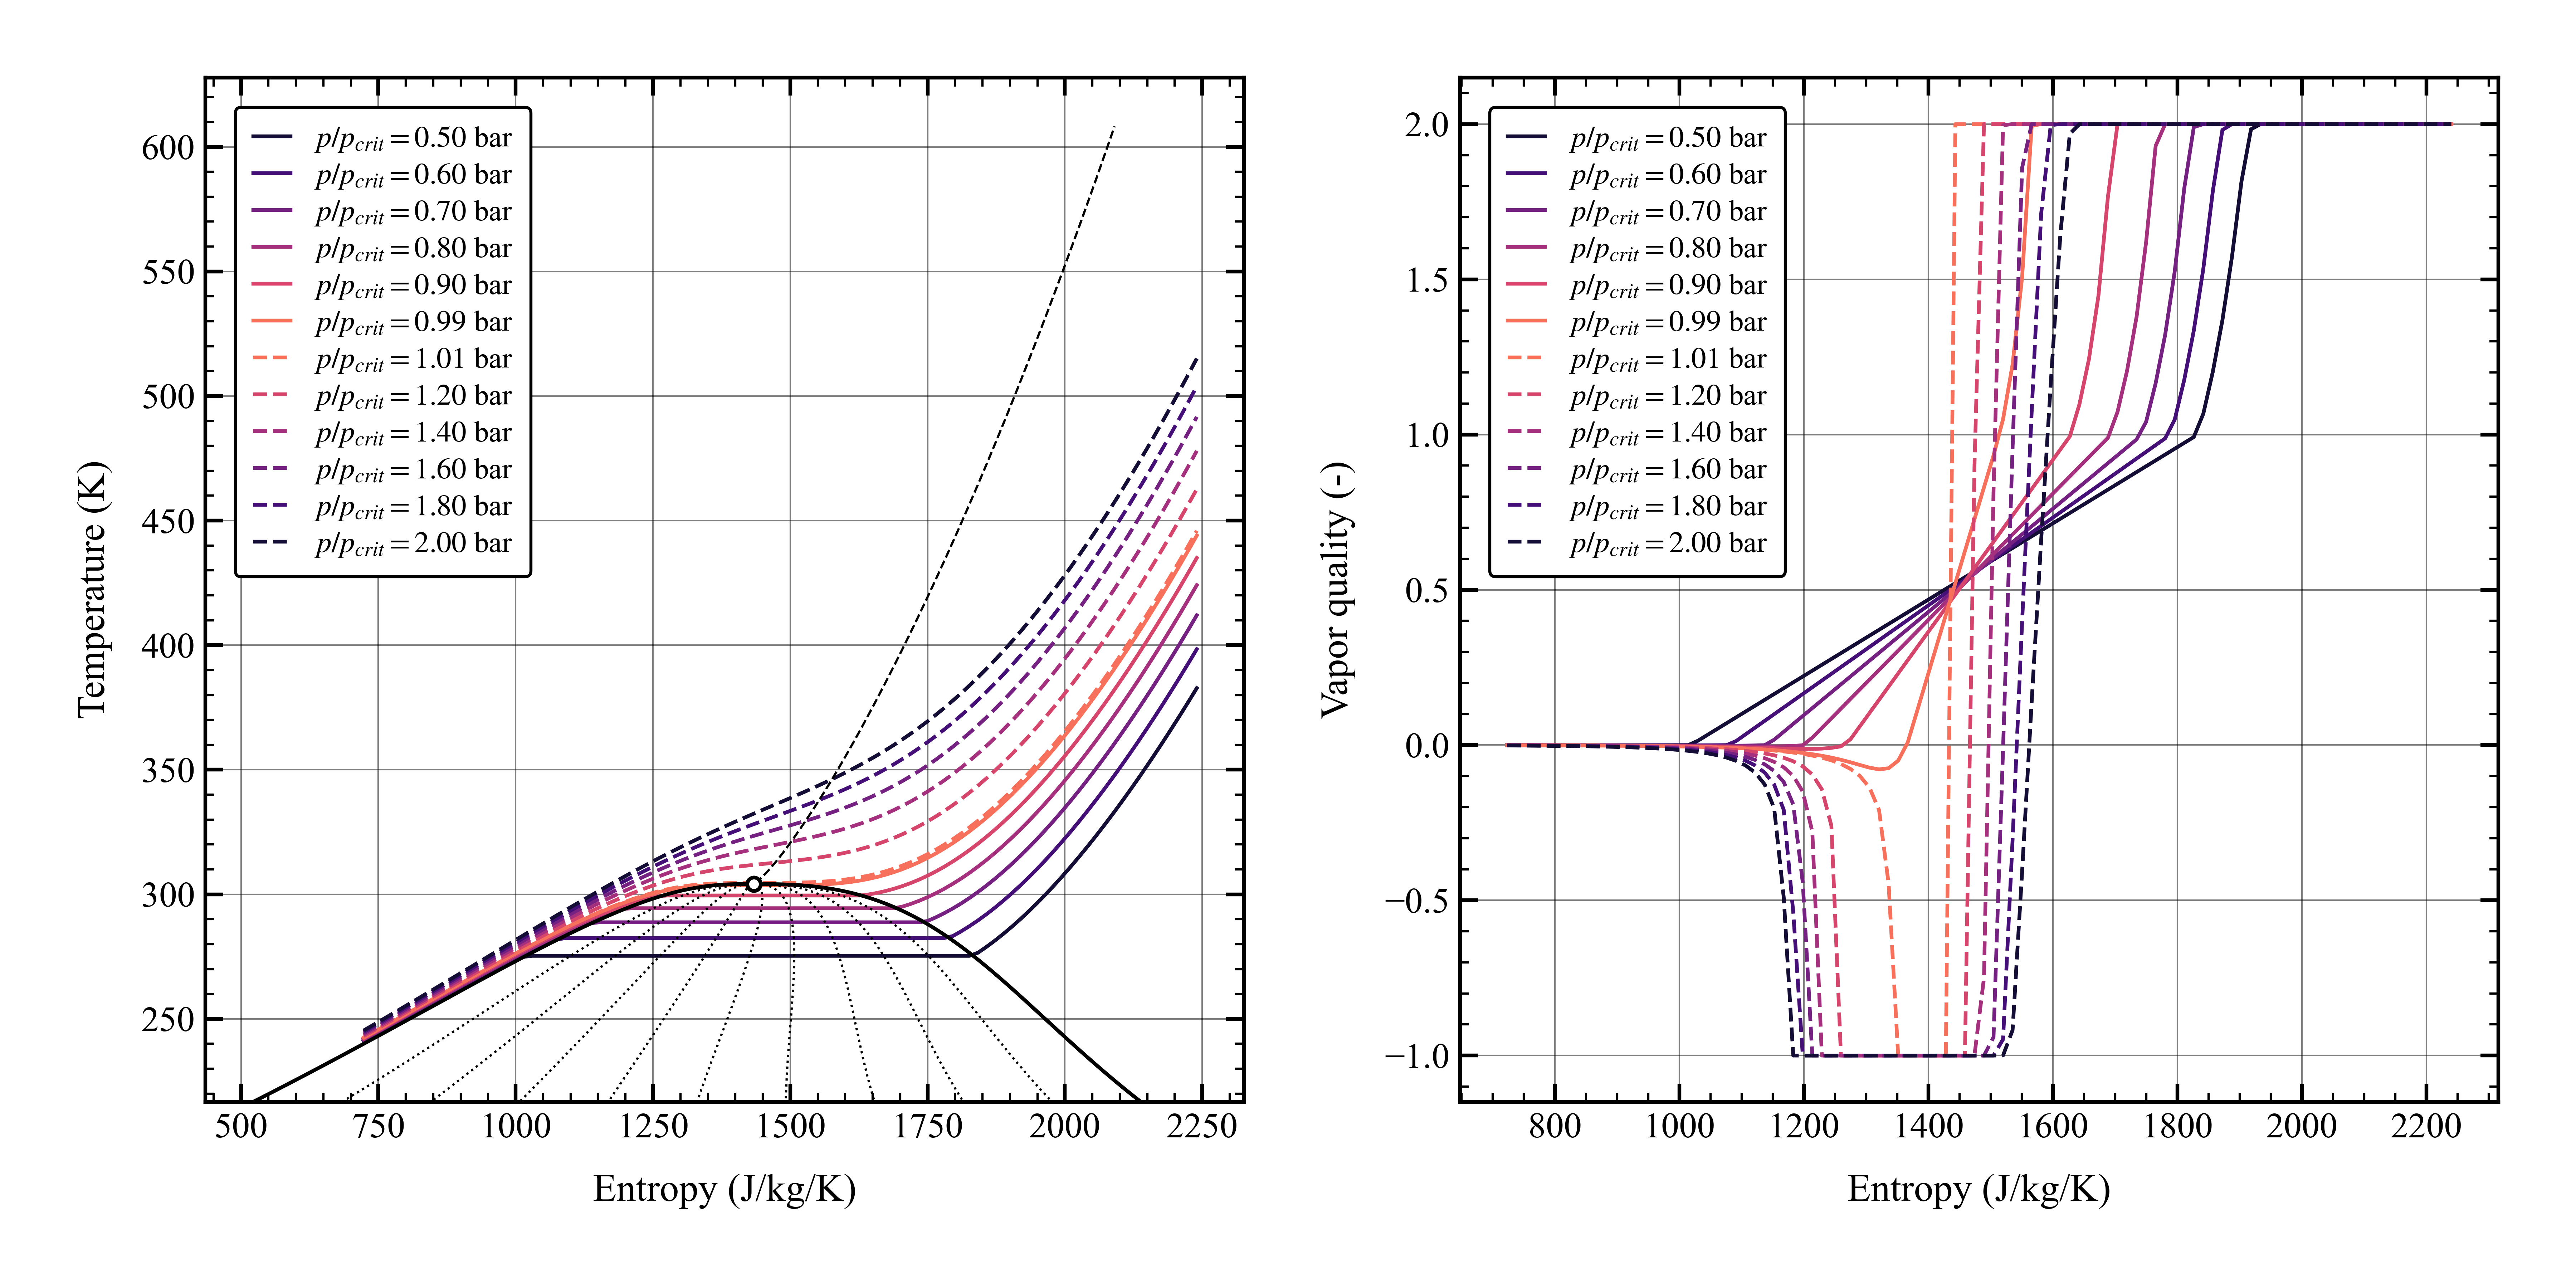 600
550
500
450
400
350
300
250
Temperature (K)
p/p_crit = 0.50 bar
p/p_crit = 0.60 bar
p/p_crit = 0.70 bar
p/p_crit = 0.80 bar
p/p_crit = 0.90 bar
p/p_crit = 0.99 bar
p/p_crit = 1.01 bar
p/p_crit = 1.20 bar
p/p_crit = 1.40 bar
p/p_crit = 1.60 bar
p/p_crit = 1.80 bar
p/p_crit = 2.00 bar
500 750 1000 1250 1500 1750 2000 2250
Entropy (J/kg/K)
2.0
1.5
1.0
0.5
0.0
−0.5
−1.0
Vapor quality (-)
p/p_crit = 0.50 bar
p/p_crit = 0.60 bar
p/p_crit = 0.70 bar
p/p_crit = 0.80 bar
p/p_crit = 0.90 bar
p/p_crit = 0.99 bar
p/p_crit = 1.01 bar
p/p_crit = 1.20 bar
p/p_crit = 1.40 bar
p/p_crit = 1.60 bar
p/p_crit = 1.80 bar
p/p_crit = 2.00 bar
800 1000 1200 1400 1600 1800 2000 2200
Entropy (J/kg/K)